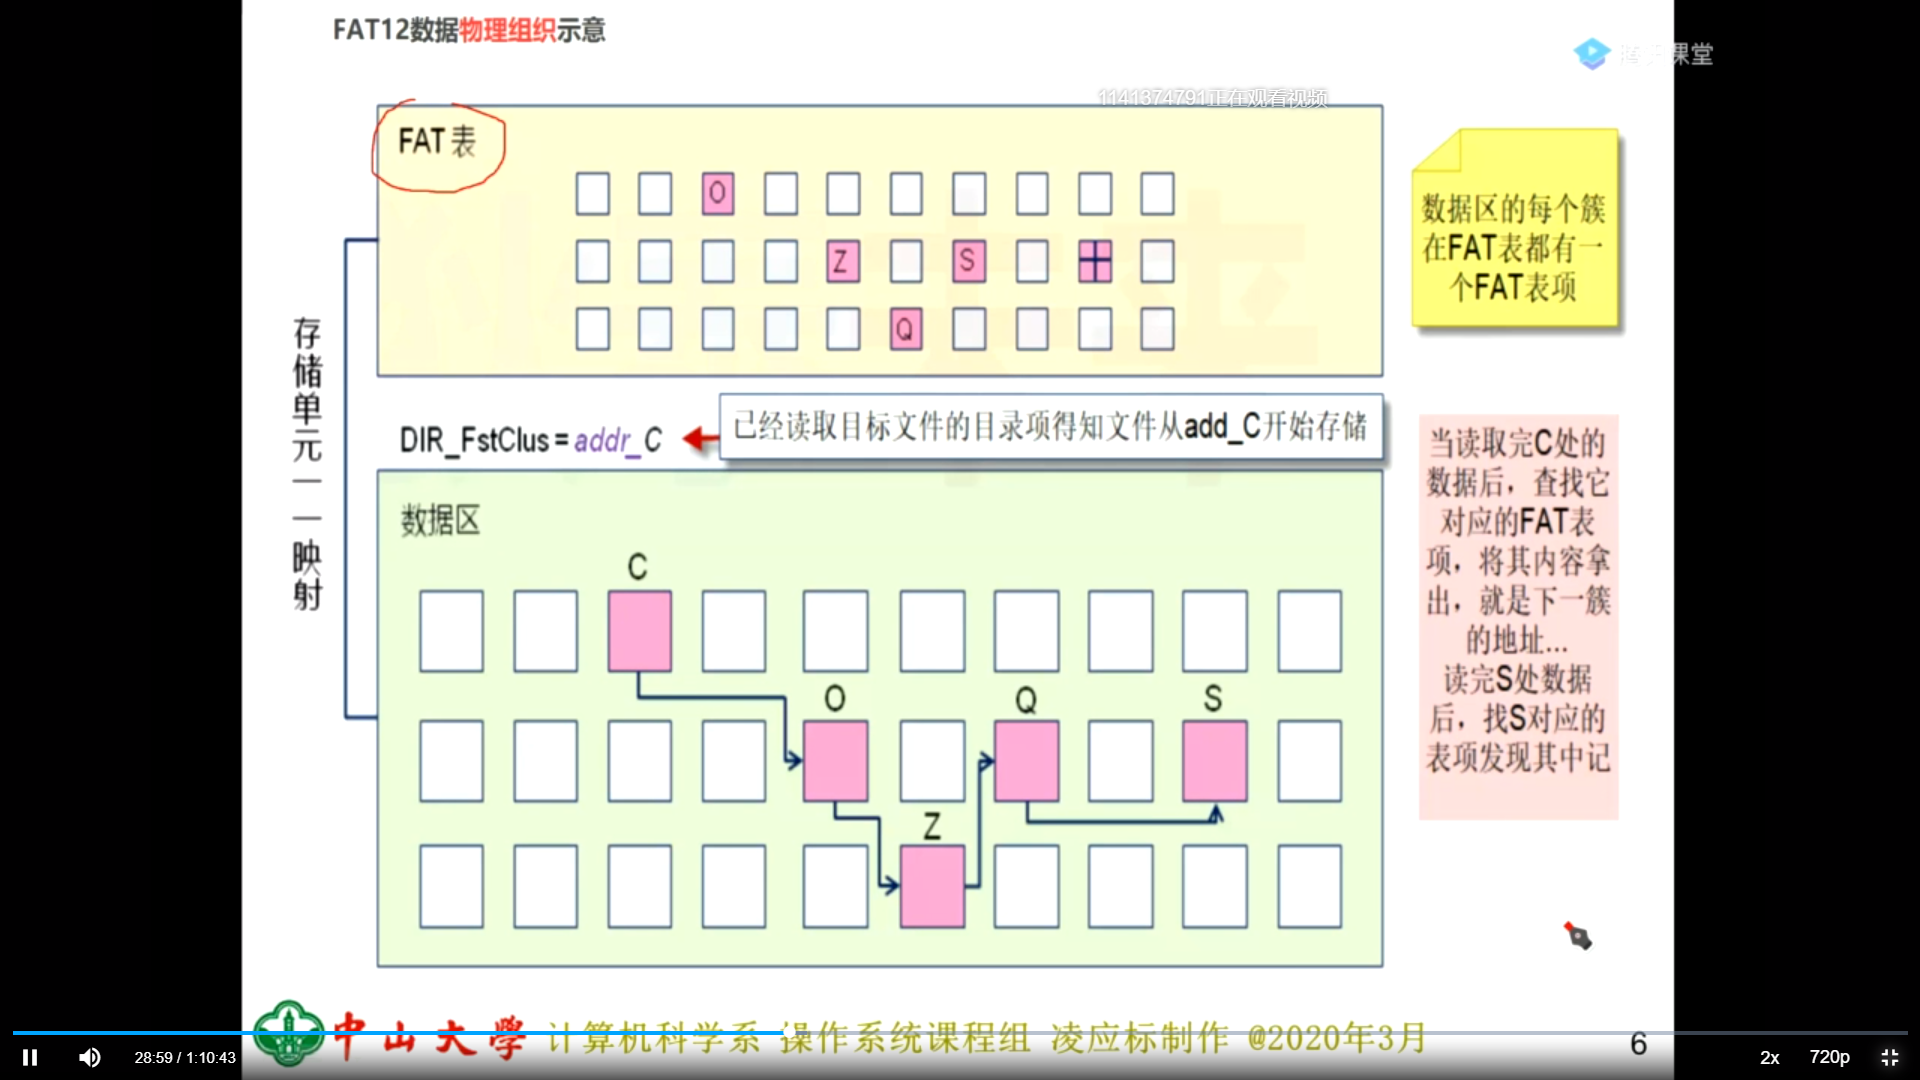 FAT12数据物理组织示意
课堂
1141374791正在观看视频
FAT 表
O
Z
S
Q
数据区的每个簇
在FAT表都有一
个FAT表项
存储单元一一映射
DIR_FstClus = addr_C
已经读取目标文件的目录项得知文件从add_C开始存储
当读取完C处的
数据后，查找它
对应的FAT表
项，将其内容拿
出，就是下一簇
的地址...
读完S处数据
后，找S对应的
表项发现其中记
数据区
C
O
Q
S
Z
中山大学 计算机科学系 操作系统课程组 凌应标制作 @2020年3月
6
28:59 / 1:10:43
2x
720p